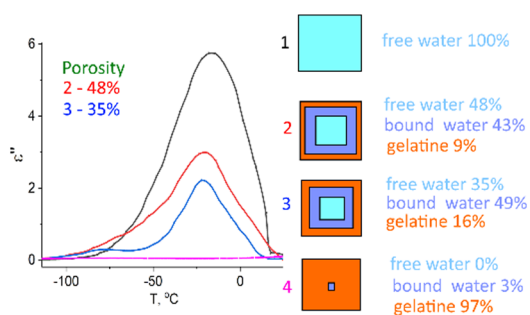 6
4
2
0
ε''
-100
-50
0
T, °C
Porosity
2 - 48%
3 - 35%
1
free water 100%
2
free water 48%
bound water 43%
gelatine 9%
3
free water 35%
bound water 49%
gelatine 16%
4
free water 0%
bound water 3%
gelatine 97%